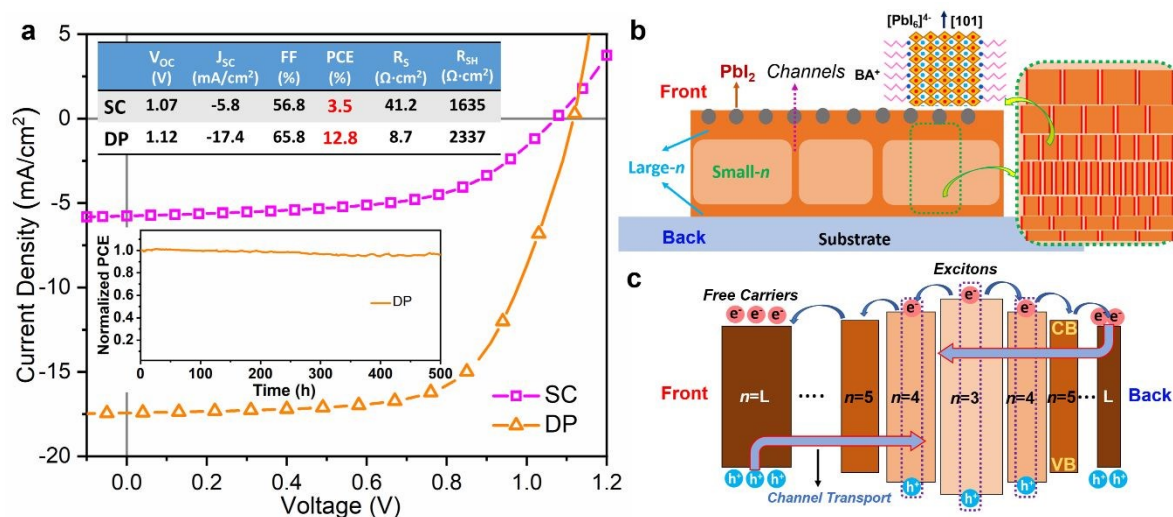 a
V_OC (V) J_SC (mA/cm²) FF (%) PCE (%) R_S (Ω·cm²) R_SH (Ω·cm²)
SC 1.07 -5.8 56.8 3.5 41.2 1635
DP 1.12 -17.4 65.8 12.8 8.7 2337
Current Density (mA/cm²)
5
0
-5
-10
-15
-20
0.0 0.2 0.4 0.6 0.8 1.0 1.2
Voltage (V)
SC
DP
Normalized PCE
1.0
0.8
0.6
0.4
0.2
0 100 200 300 400 500
Time (h)
DP
b
[PbI₆]⁴⁻ [101]
BA⁺
PbI₂ Channels
Front
Large-n
Small-n
Back
Substrate
c
Excitons
Free Carriers
e⁻ e⁻ e⁻ e⁻ e⁻ e⁻ e⁻ e⁻
CB
Front
n=L ···· n=5 n=4 n=3 n=4 n=5 ··· L
Back
VB
h⁺ h⁺ h⁺ h⁺ h⁺ h⁺ h⁺ h⁺
Channel Transport